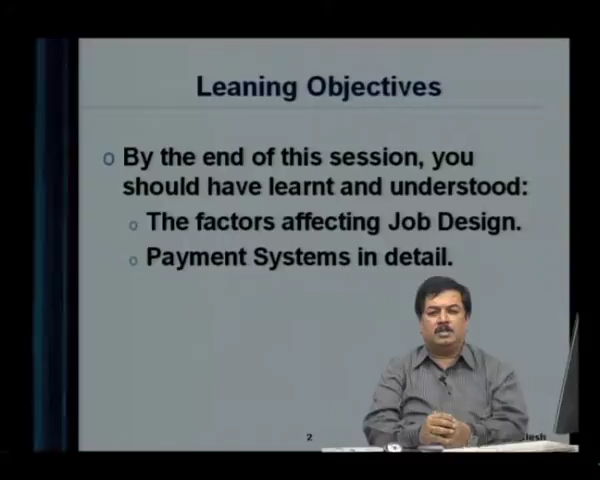 Leaning Objectives
o By the end of this session, you
should have learnt and understood:
o The factors affecting Job Design.
o Payment Systems in detail.
2